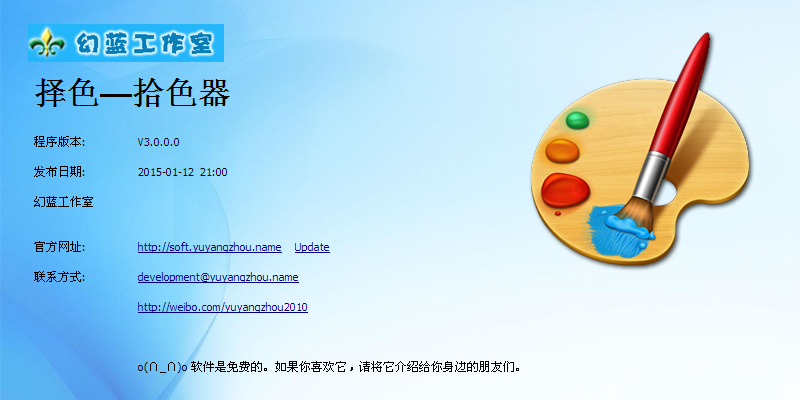 幻蓝工作室
择色—拾色器
程序版本: V3.0.0.0
发布日期: 2015-01-12 21:00
幻蓝工作室
官方网址: http://soft.yuyangzhou.name Update
联系方式: development@yuyangzhou.name
http://weibo.com/yuyangzhou2010
o(∩_∩)o 软件是免费的。如果你喜欢它，请将它介绍给你身边的朋友们。